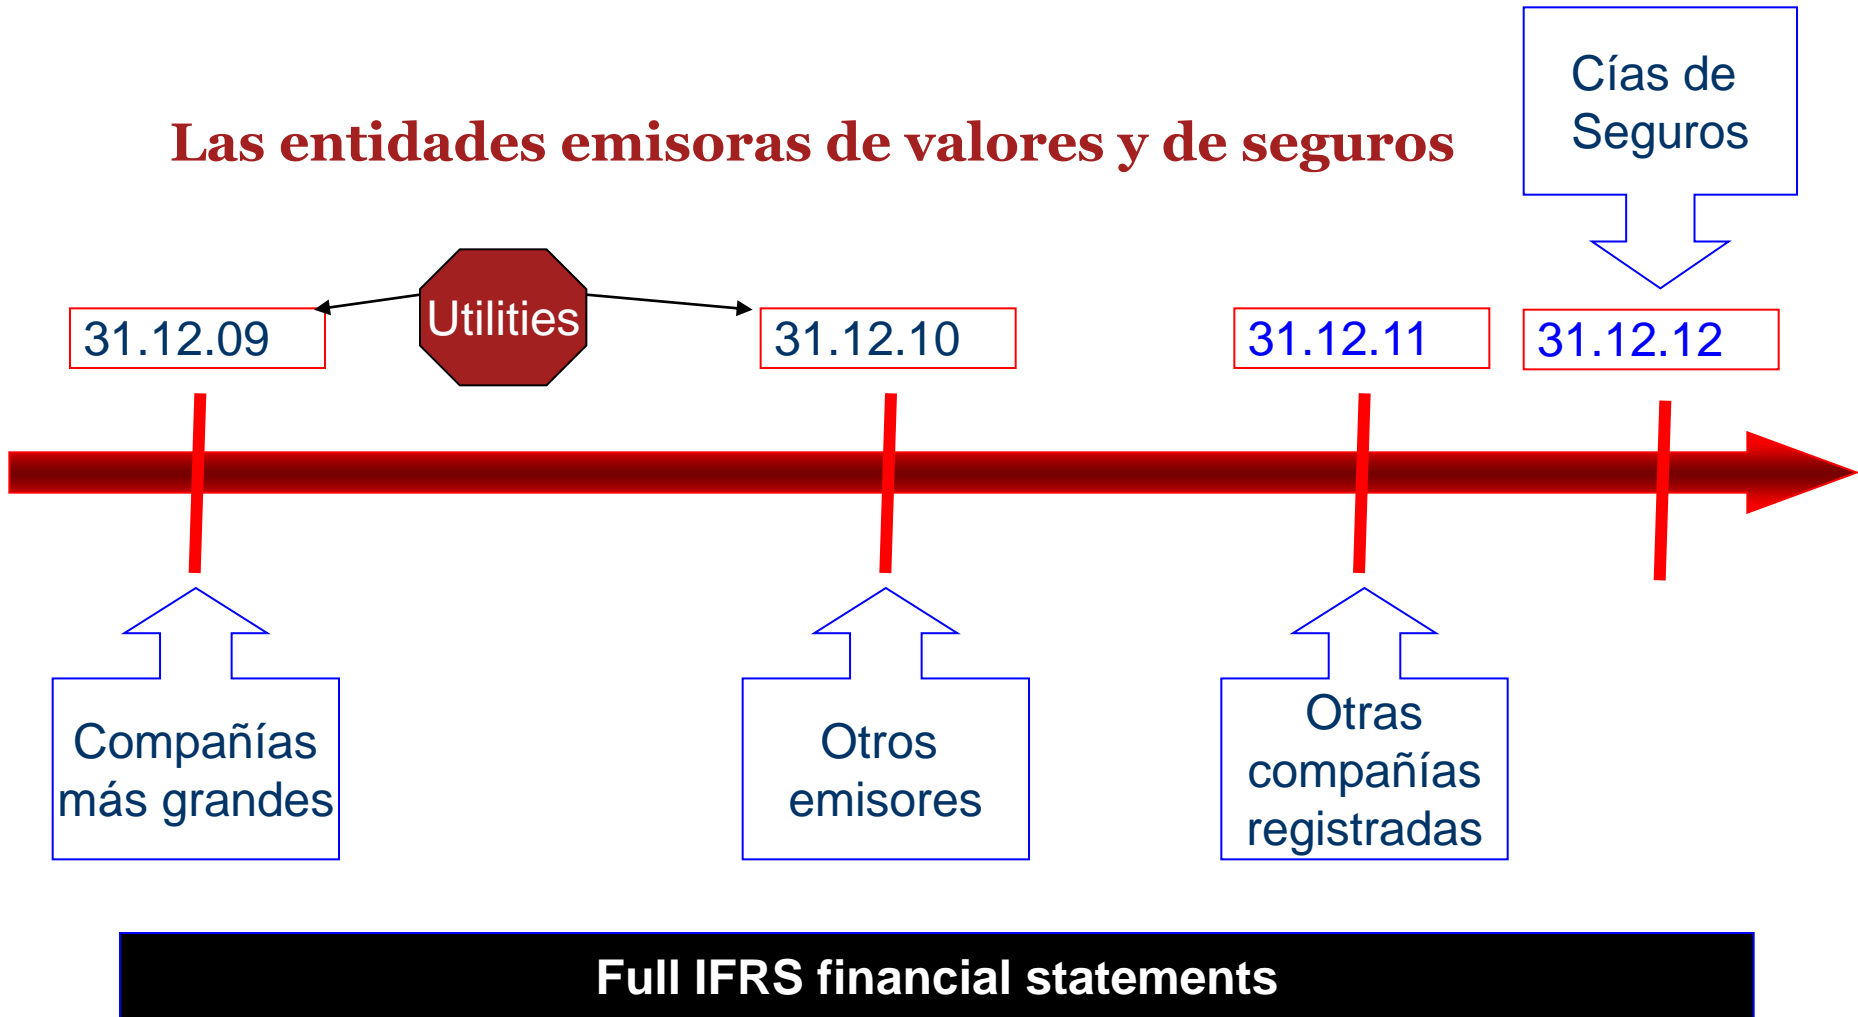 Cías de
Seguros
Las entidades emisoras de valores y de seguros
Utilities
31.12.09
31.12.10
31.12.11
31.12.12
Compañías
más grandes
Otros
emisores
Otras
compañías
registradas
Full IFRS financial statements